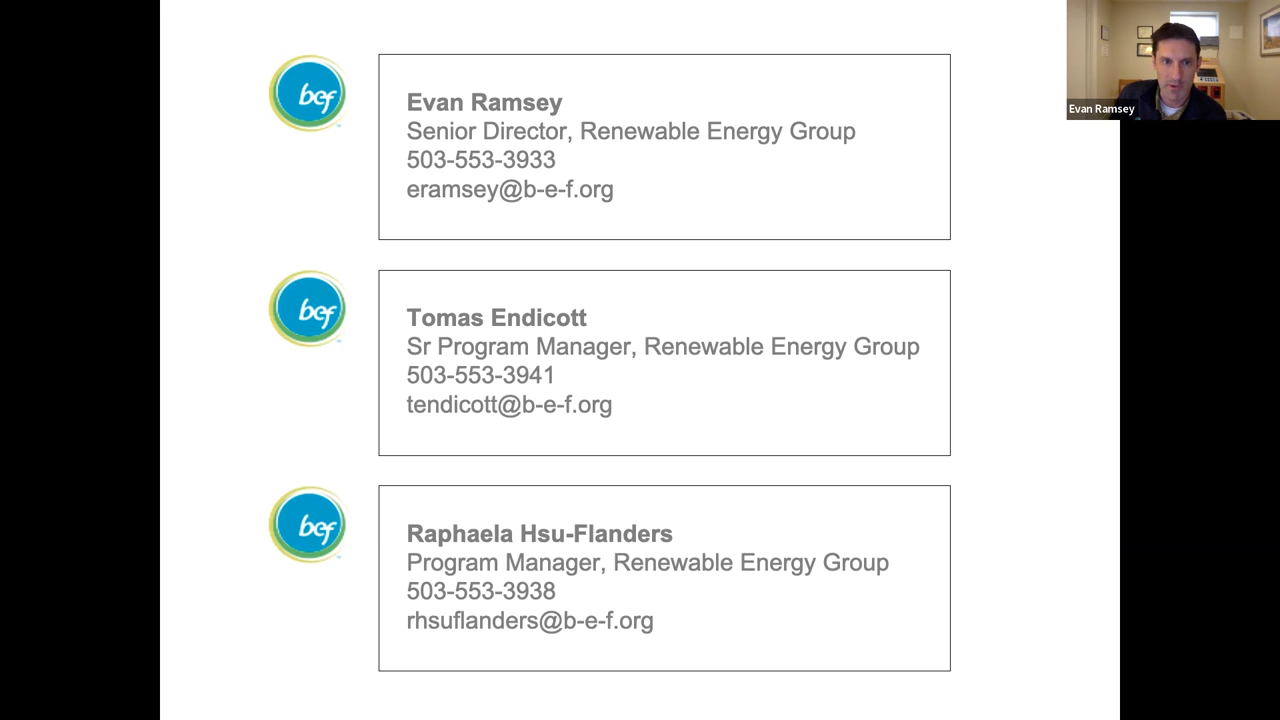 bef
Evan Ramsey
Senior Director, Renewable Energy Group
503-553-3933
eramsey@b-e-f.org
bef
Tomas Endicott
Sr Program Manager, Renewable Energy Group
503-553-3941
tendicott@b-e-f.org
bef
Raphaela Hsu-Flanders
Program Manager, Renewable Energy Group
503-553-3938
rhsuflanders@b-e-f.org
Evan Ramsey